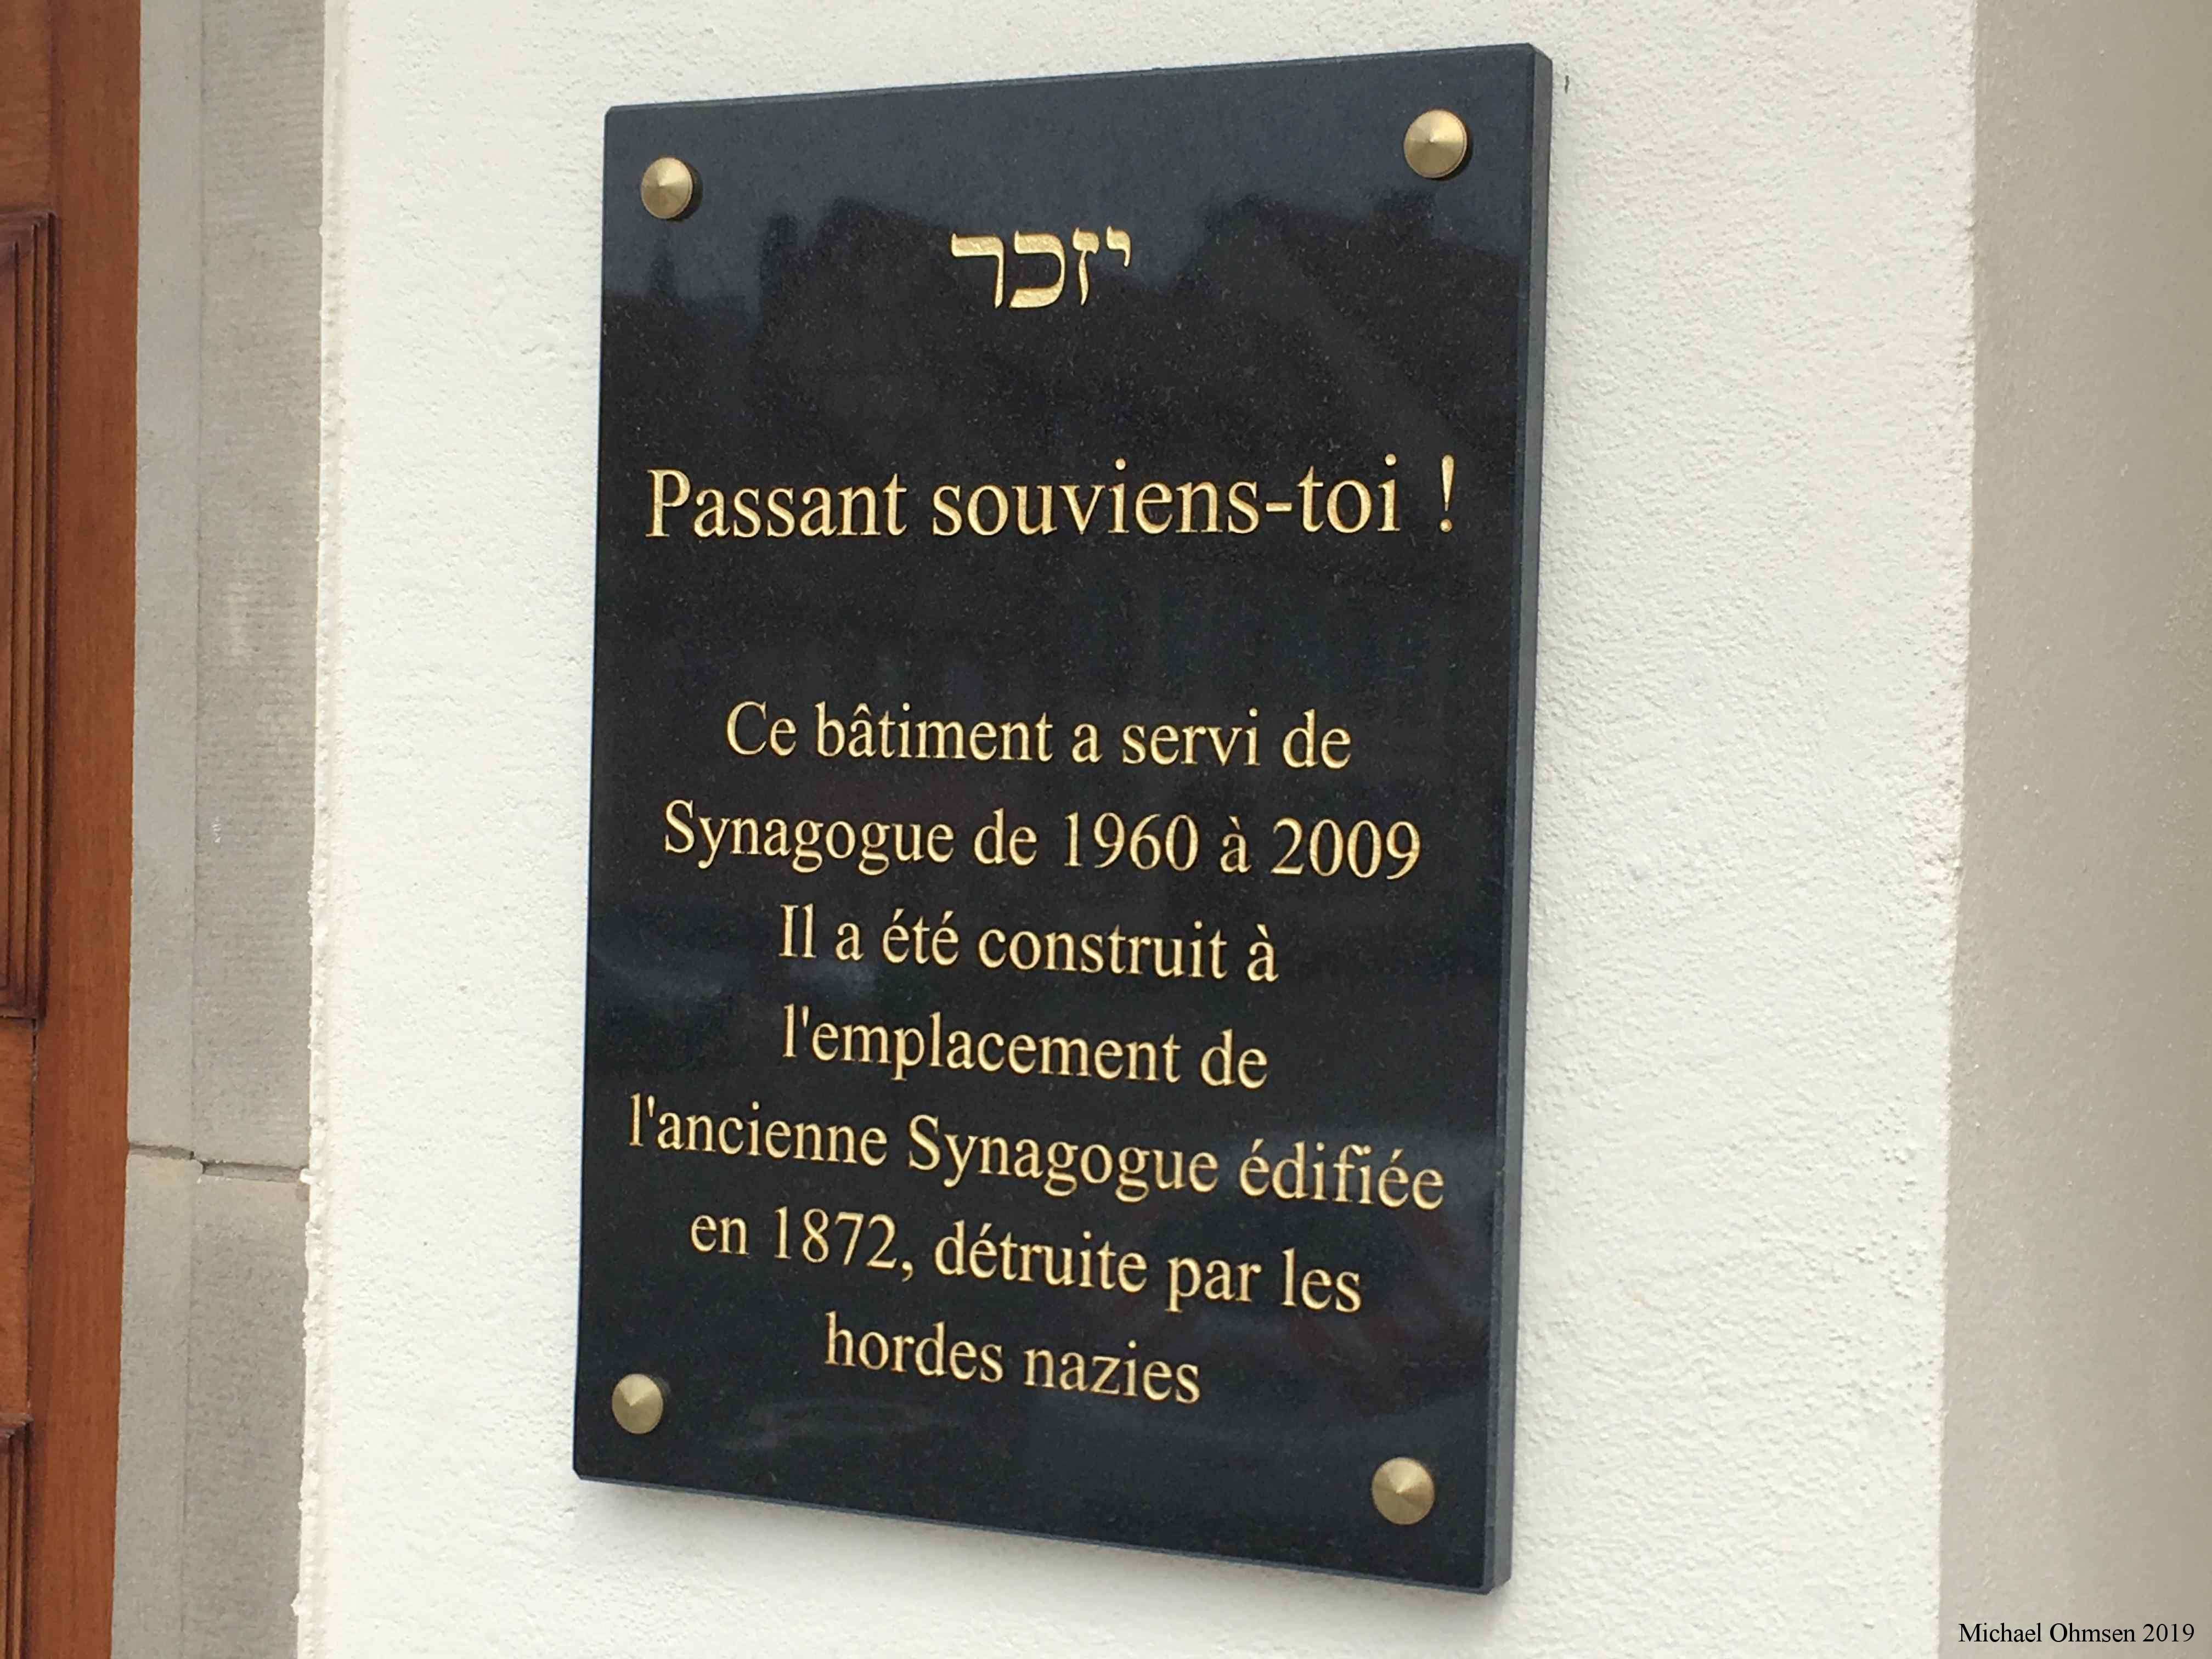 יזכר
Passant souviens-toi !
Ce bâtiment a servi de
Synagogue de 1960 à 2009
Il a été construit à
l'emplacement de
l'ancienne Synagogue édifiée
en 1872, détruite par les
hordes nazies
Michael Ohmsen 2019